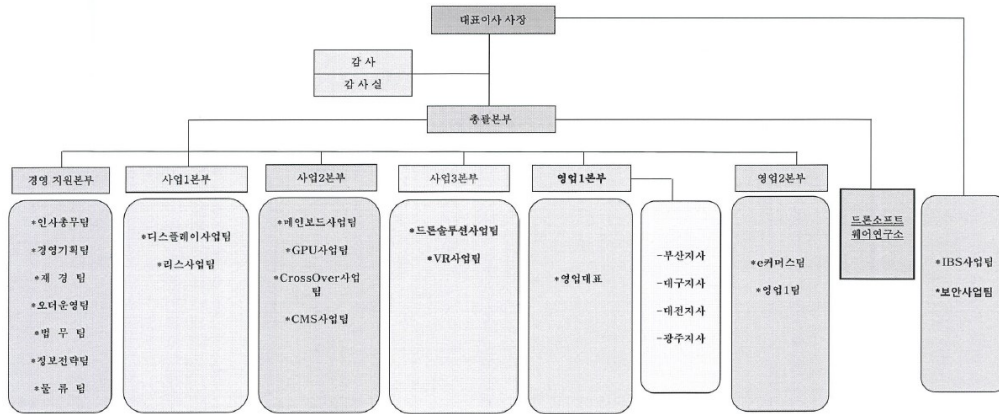 대표이사 사장
감 사
감 사 실
총괄본부
경영 지원본부
*인사총무팀
*경영기획팀
*재 경 팀
*오더운영팀
*법 무 팀
*정보전략팀
*물 류 팀
사업1본부
*디스플레이사업팀
*리스사업팀
사업2본부
*메인보드사업팀
*GPU사업팀
*CrossOver사업
팀
*CMS사업팀
사업3본부
*드론솔루션사업팀
*VR사업팀
영업1본부
*영업대표
-부산지사
-대구지사
-대전지사
-광주지사
영업2본부
*e커머스팀
*영업1팀
드론소프트
웨어연구소
*IBS사업팀
*보안사업팀